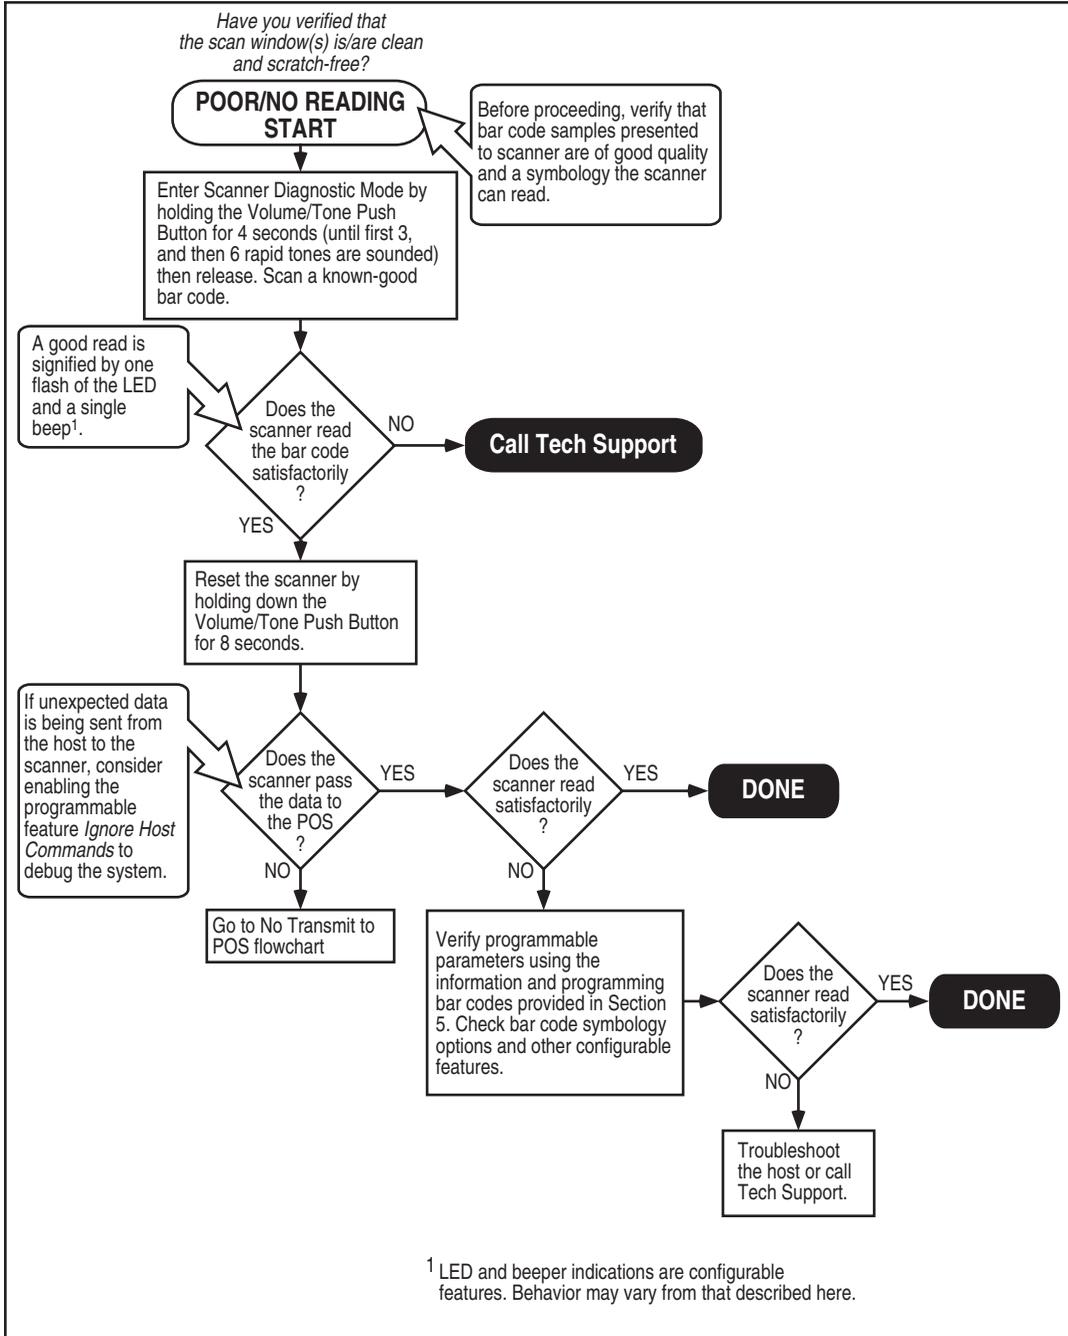 Have you verified that
the scan window(s) is/are clean
and scratch-free?
POOR/NO READING
START
Before proceeding, verify that
bar code samples presented
to scanner are of good quality
and a symbology the scanner
can read.
Enter Scanner Diagnostic Mode by
holding the Volume/Tone Push
Button for 4 seconds (until first 3,
and then 6 rapid tones are sounded)
then release. Scan a known-good
bar code.
A good read is
signified by one
flash of the LED
and a single
beep1.
Does the
scanner read
the bar code
satisfactorily
?
NO
Call Tech Support
YES
Reset the scanner by
holding down the
Volume/Tone Push Button
for 8 seconds.
If unexpected data
is being sent from
the host to the
scanner, consider
enabling the
programmable
feature Ignore Host
Commands to
debug the system.
Does the
scanner pass
the data to
the POS
?
YES
Does the
scanner read
satisfactorily
?
YES
DONE
NO
Go to No Transmit to
POS flowchart
NO
Verify programmable
parameters using the
information and programming
bar codes provided in Section
5. Check bar code symbology
options and other configurable
features.
Does the
scanner read
satisfactorily
?
YES
DONE
NO
Troubleshoot
the host or call
Tech Support.
1 LED and beeper indications are configurable
features. Behavior may vary from that described here.